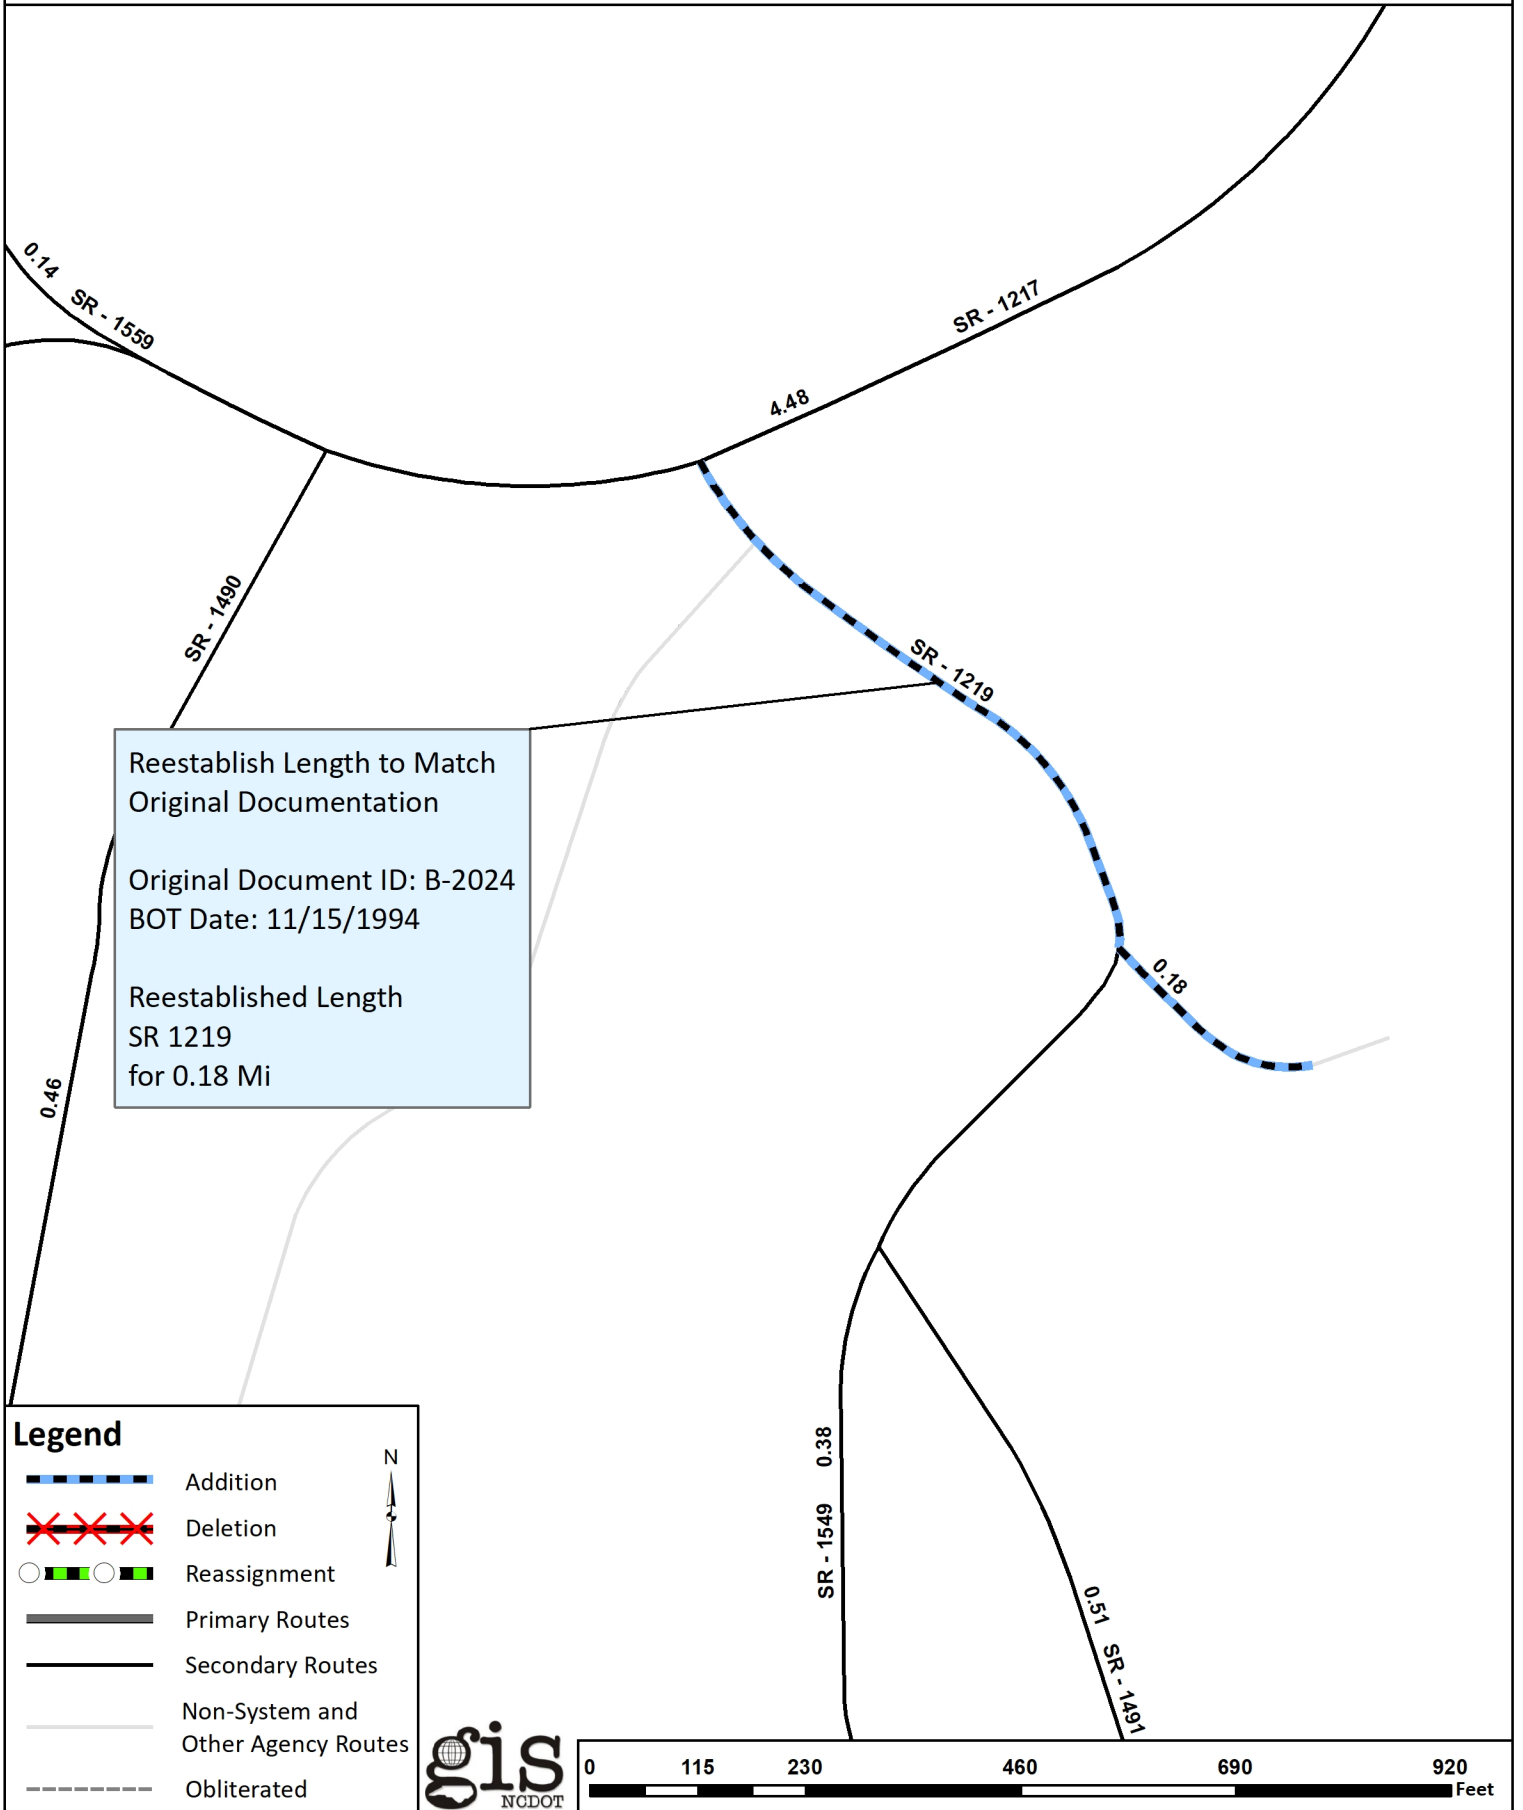 0.14 SR - 1559
SR - 1217
4.48
SR - 1490
SR - 1219
Reestablish Length to Match
Original Documentation
Original Document ID: B-2024
BOT Date: 11/15/1994
Reestablished Length
SR 1219
for 0.18 Mi
0.18
0.46
0.38
SR - 1549
0.51 SR - 1491
Legend
N
Addition
Deletion
Reassignment
Primary Routes
Secondary Routes
Non-System and
Other Agency Routes
Obliterated
gis
NCDOT
0 115 230 460 690 920
Feet